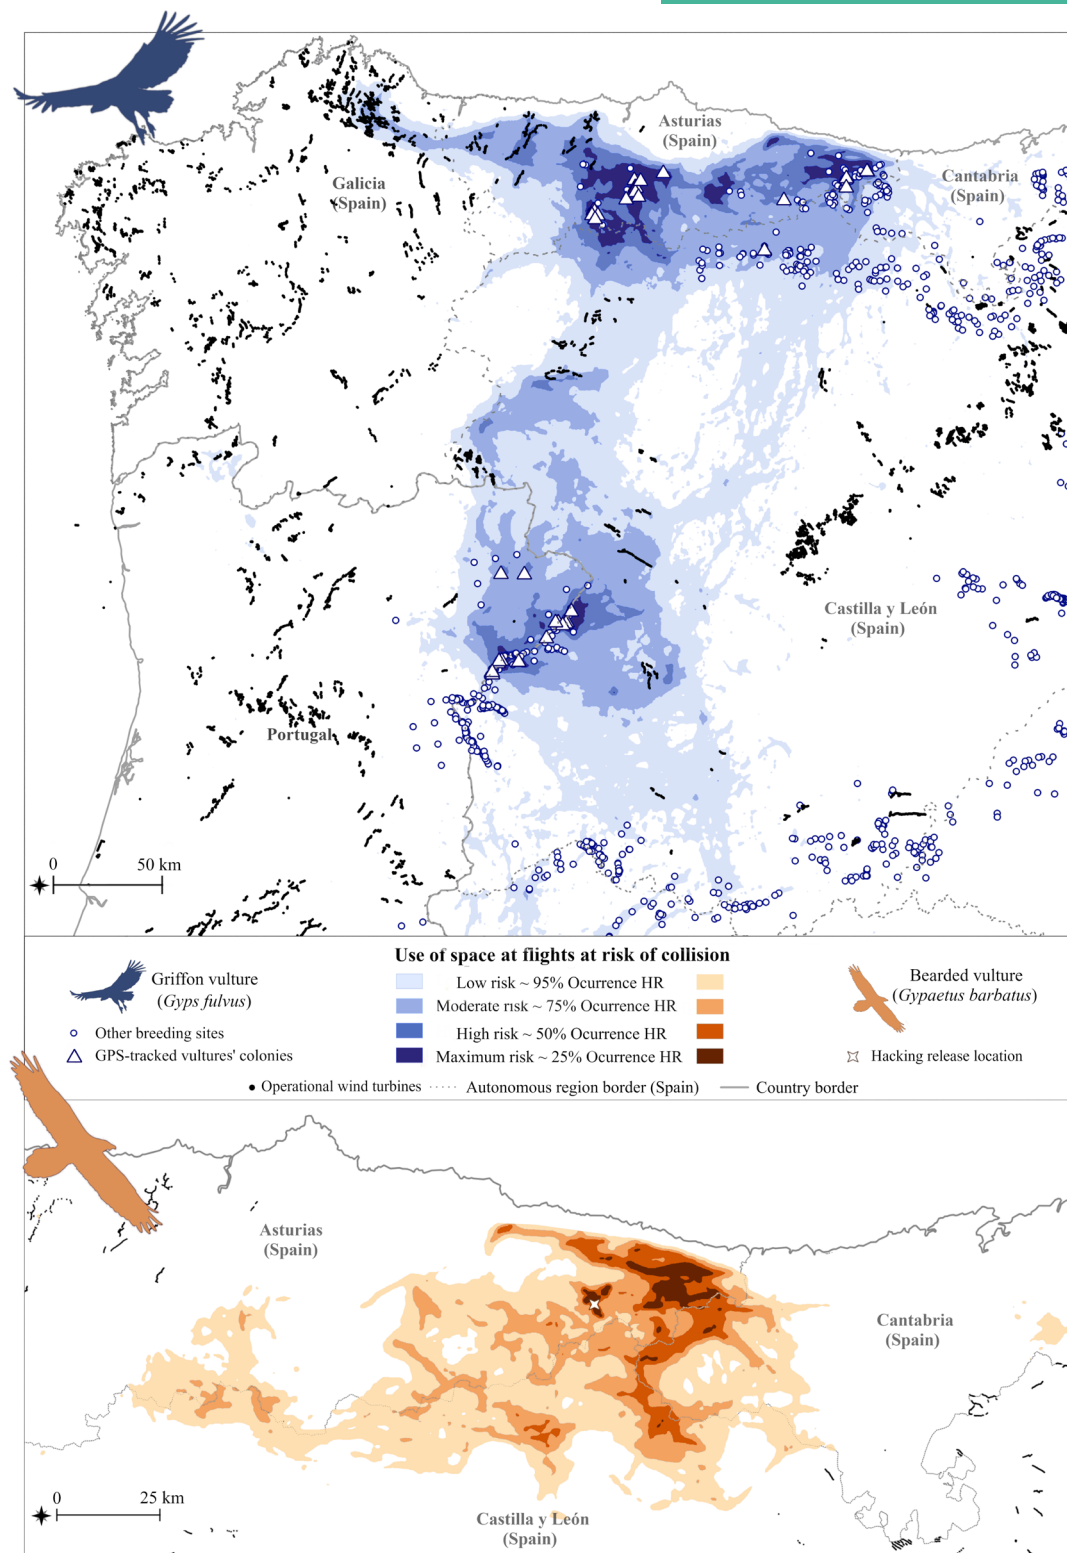 Asturias
(Spain)
Galicia
(Spain)
Cantabria
(Spain)
Castilla y León
(Spain)
Portugal
0 50 km
Use of space at flights at risk of collision
Griffon vulture
(Gyps fulvus)
Other breeding sites
GPS-tracked vultures' colonies
Low risk ~ 95% Ocurrence HR
Moderate risk ~ 75% Ocurrence HR
High risk ~ 50% Ocurrence HR
Maximum risk ~ 25% Ocurrence HR
Bearded vulture
(Gypaetus barbatus)
Hacking release location
Operational wind turbines Autonomous region border (Spain) Country border
Asturias
(Spain)
Cantabria
(Spain)
0 25 km
Castilla y León
(Spain)